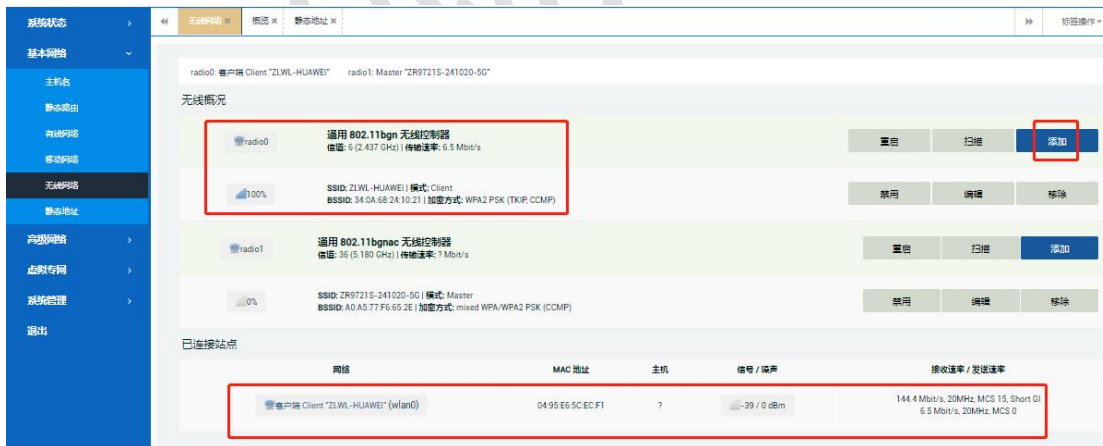 系统状态
基本网络
主机名
静态路由
有线网络
移动网络
无线网络
静态地址
高级网络
虚拟专网
系统管理
退出
无线网络 × 概览 × 静态地址 × 标签操作
radio0: 客户端 Client "ZLWL-HUAWEI" radio1: Master "ZR9721S-241020-5G"
无线概况
radio0 通用 802.11bgn 无线控制器 重启 扫描 添加
信道: 6 (2.437 GHz) | 传输速率: 6.5 Mbit/s
100% SSID: ZLWL-HUAWEI | 模式: Client 禁用 编辑 移除
BSSID: 34:0A:68:24:10:21 | 加密方式: WPA2 PSK (TKIP, CCMP)
radio1 通用 802.11bgnac 无线控制器 重启 扫描 添加
信道: 36 (5.180 GHz) | 传输速率: ? Mbit/s
0% SSID: ZR9721S-241020-5G | 模式: Master 禁用 编辑 移除
BSSID: A0:A5:77:F6:65:2E | 加密方式: mixed WPA/WPA2 PSK (CCMP)
已连接站点
网络 MAC 地址 主机 信号 / 噪声 接收速率 / 发送速率
客户端 Client "ZLWL-HUAWEI" (wlan0) 04:95:E6:5C:EC:F1 ? -39 / 0 dBm 144.4 Mbit/s, 20MHz, MCS 15, Short GI
6.5 Mbit/s, 20MHz, MCS 0